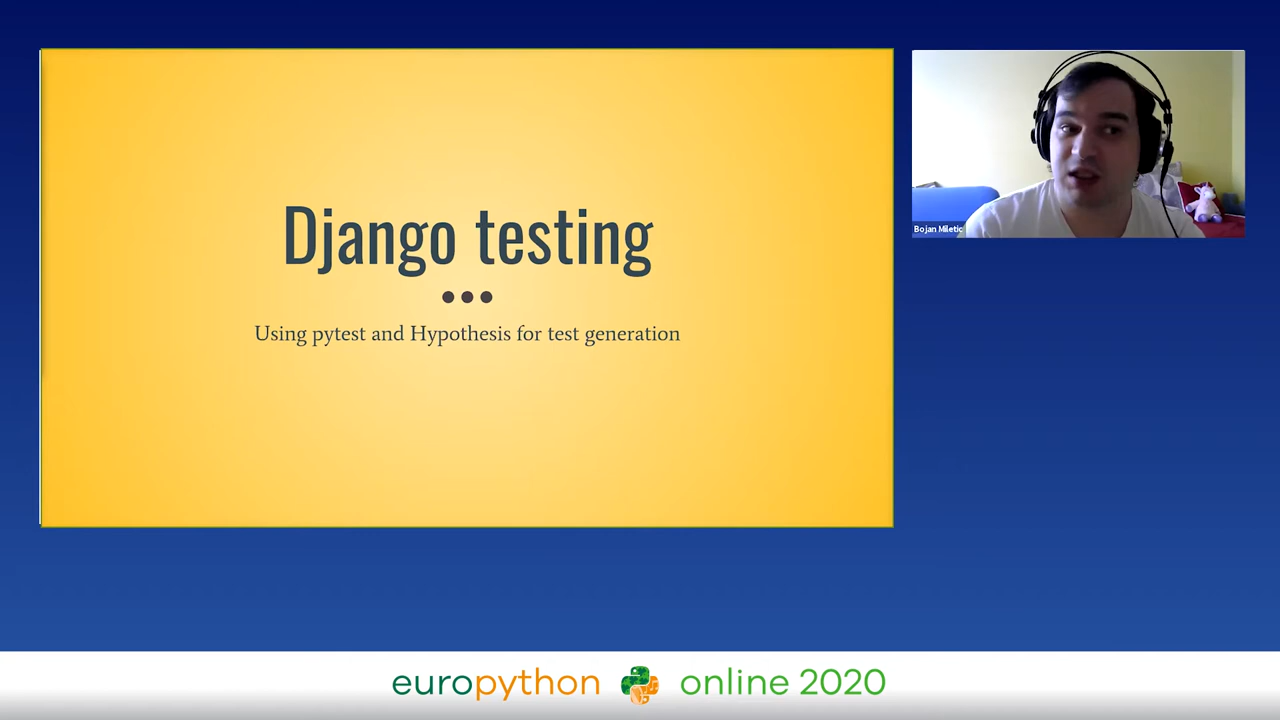 Django testing
Using pytest and Hypothesis for test generation
Bojan Miletic
europython online 2020